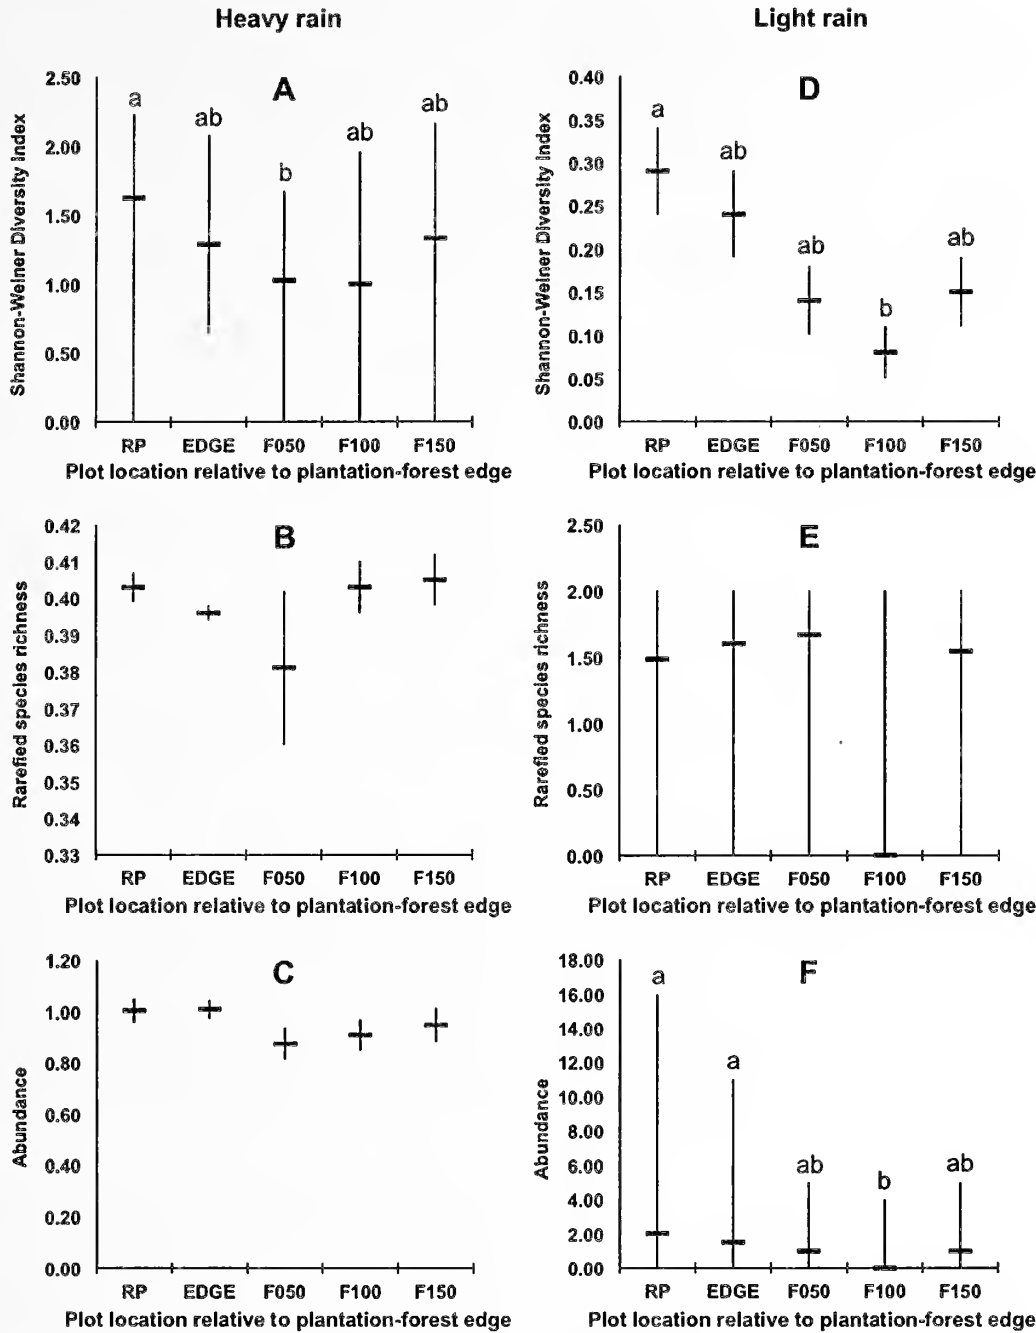 Heavy rain
Light rain
A
Shannon-Weiner Diversity Index
2.50
2.00
1.50
1.00
0.50
0.00
a
ab
b
ab
ab
RP EDGE F050 F100 F150
Plot location relative to plantation-forest edge
D
Shannon-Weiner Diversity Index
0.40
0.35
0.30
0.25
0.20
0.15
0.10
0.05
0.00
a
ab
ab
b
ab
RP EDGE F050 F100 F150
Plot location relative to plantation-forest edge
B
Rarefied species richness
0.42
0.41
0.40
0.39
0.38
0.37
0.36
0.35
0.34
0.33
RP EDGE F050 F100 F150
Plot location relative to plantation-forest edge
E
Rarefied species richness
2.50
2.00
1.50
1.00
0.50
0.00
RP EDGE F050 F100 F150
Plot location relative to plantation-forest edge
C
Abundance
1.20
1.00
0.80
0.60
0.40
0.20
0.00
RP EDGE F050 F100 F150
Plot location relative to plantation-forest edge
F
Abundance
18.00
16.00
14.00
12.00
10.00
8.00
6.00
4.00
2.00
0.00
a
a
ab
b
ab
RP EDGE F050 F100 F150
Plot location relative to plantation-forest edge